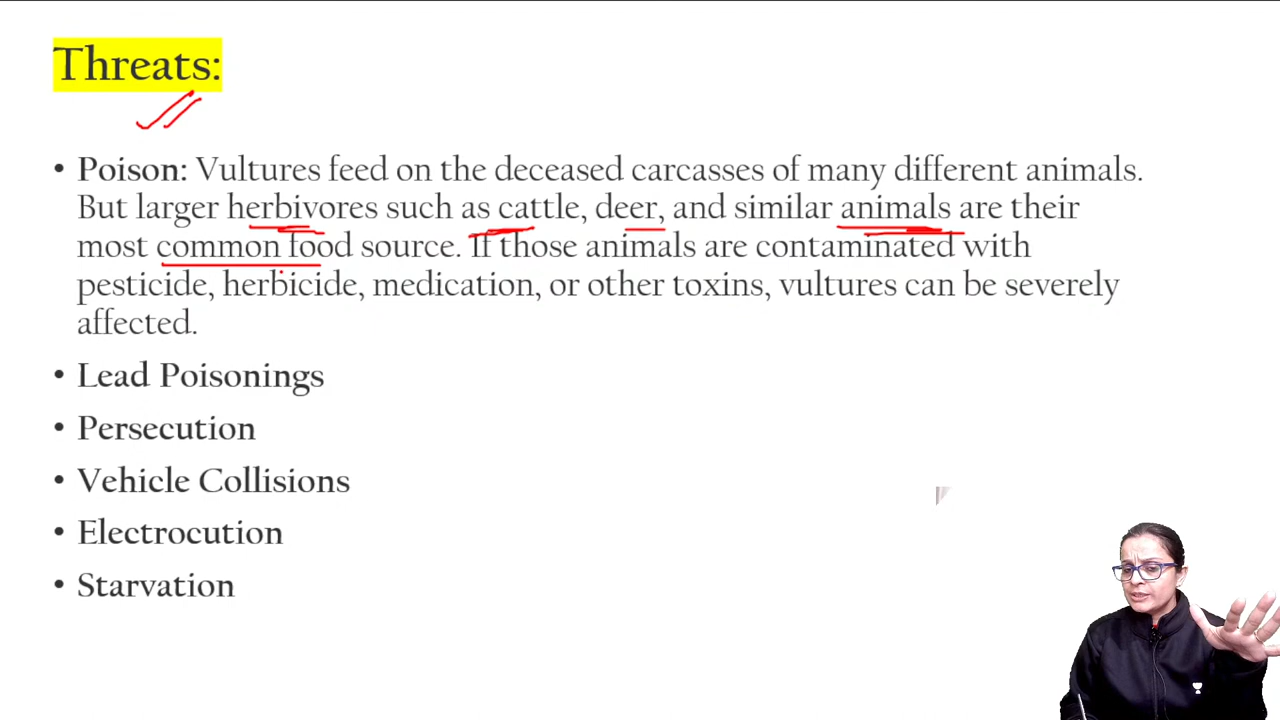 Threats:
• Poison: Vultures feed on the deceased carcasses of many different animals.
But larger herbivores such as cattle, deer, and similar animals are their
most common food source. If those animals are contaminated with
pesticide, herbicide, medication, or other toxins, vultures can be severely
affected.
• Lead Poisonings
• Persecution
• Vehicle Collisions
• Electrocution
• Starvation